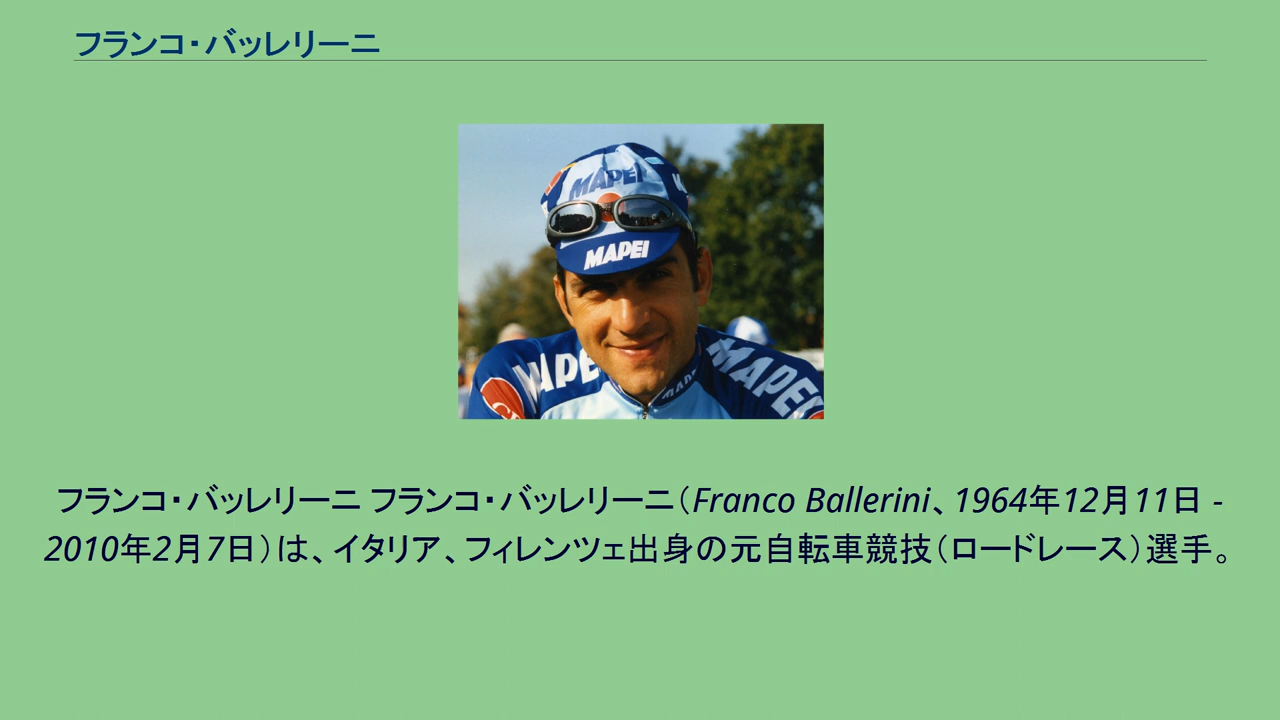 フランコ・バッレリーニ
MAPEI
MAPEI
MAPE
MAPEI
MAPEI
フランコ・バッレリーニ フランコ・バッレリーニ（Franco Ballerini、1964年12月11日 -
2010年2月7日）は、イタリア、フィレンツェ出身の元自転車競技（ロードレース）選手。